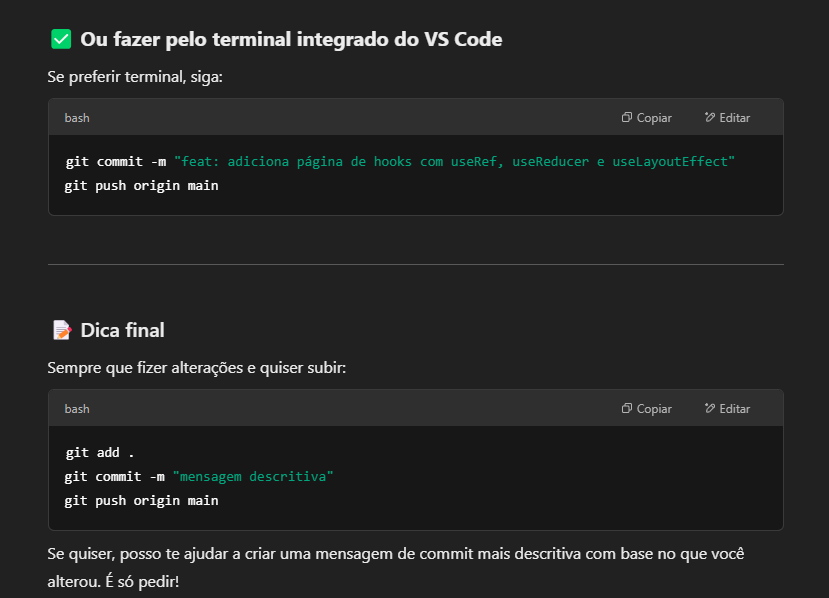 ✅ Ou fazer pelo terminal integrado do VS Code
Se preferir terminal, siga:
bash
Copiar
Editar
git commit -m "feat: adiciona página de hooks com useRef, useReducer e useLayoutEffect"
git push origin main
📝 Dica final
Sempre que fizer alterações e quiser subir:
bash
Copiar
Editar
git add .
git commit -m "mensagem descritiva"
git push origin main
Se quiser, posso te ajudar a criar uma mensagem de commit mais descritiva com base no que você
alterou. É só pedir!